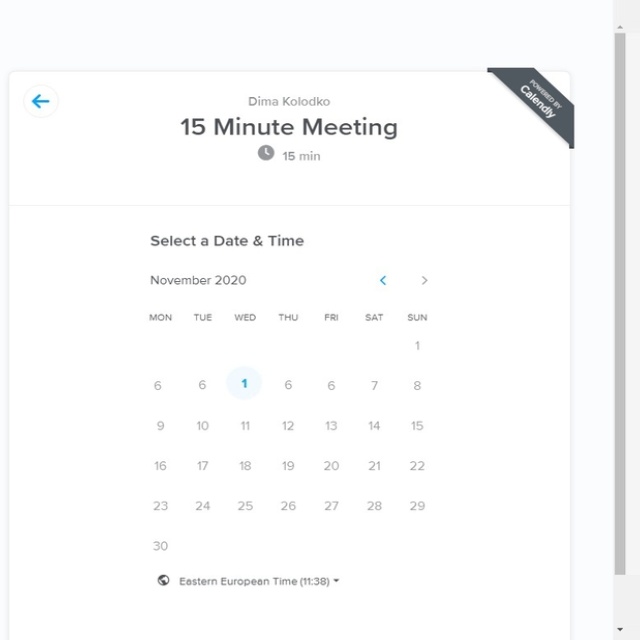 POWERED BY
Calendly
Dima Kolodko
15 Minute Meeting
15 min
Select a Date & Time
November 2020
MON TUE WED THU FRI SAT SUN
1
6 6 1 6 6 7 8
9 10 11 12 13 14 15
16 17 18 19 20 21 22
23 24 25 26 27 28 29
30
Eastern European Time (11:38)